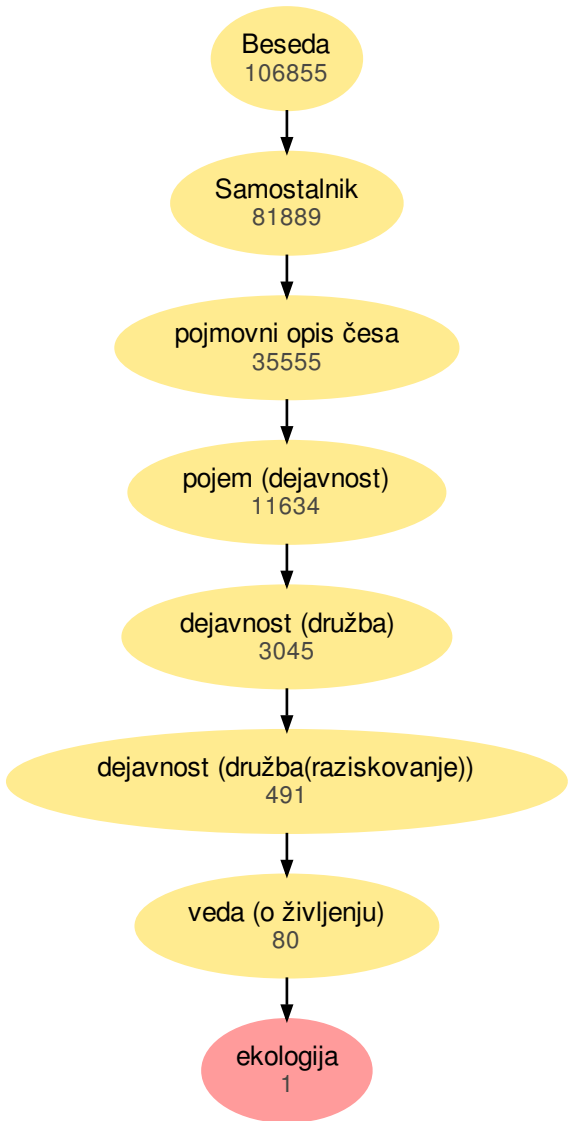 Beseda
106855
Samostalnik
81889
pojmovni opis česa
35555
pojem (dejavnost)
11634
dejavnost (družba)
3045
dejavnost (družba(raziskovanje))
491
veda (o življenju)
80
ekologija
1